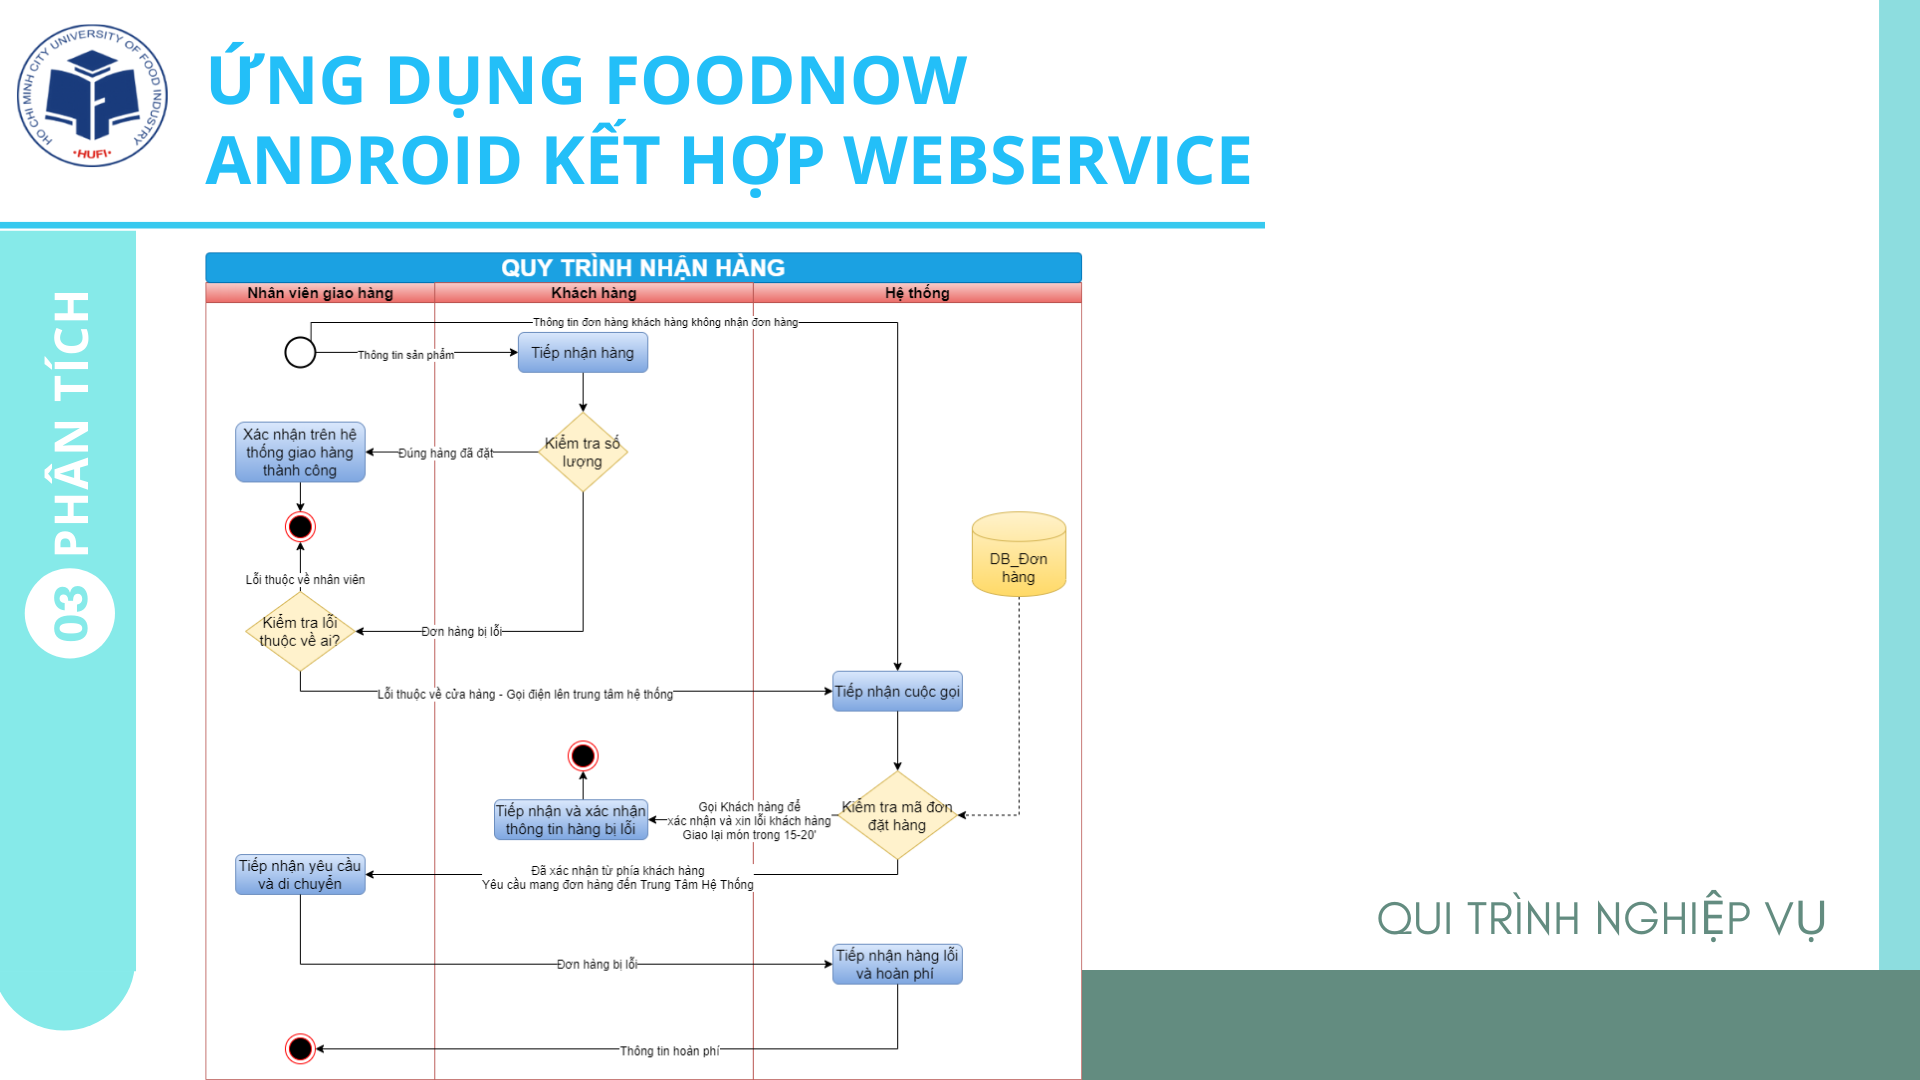 HO CHI MINH CITY UNIVERSITY OF FOOD INDUSTRY
•HUFI•
ỨNG DỤNG FOODNOW
ANDROID KẾT HỢP WEBSERVICE
03 PHÂN TÍCH
QUY TRÌNH NHẬN HÀNG
Nhân viên giao hàng
Khách hàng
Hệ thống
Thông tin đơn hàng khách hàng không nhận đơn hàng
Thông tin sản phẩm
Tiếp nhận hàng
Xác nhận trên hệ
thống giao hàng
thành công
Đúng hàng đã đặt
Kiểm tra số
lượng
DB_Đơn
hàng
Lỗi thuộc về nhân viên
Kiểm tra lỗi
thuộc về ai?
Đơn hàng bị lỗi
Lỗi thuộc về cửa hàng - Gọi điện lên trung tâm hệ thống
Tiếp nhận cuộc gọi
Tiếp nhận và xác nhận
thông tin hàng bị lỗi
Gọi Khách hàng để
xác nhận và xin lỗi khách hàng
Giao lại món trong 15-20'
Kiểm tra mã đơn
đặt hàng
Tiếp nhận yêu cầu
và di chuyển
Đã xác nhận từ phía khách hàng
Yêu cầu mang đơn hàng đến Trung Tâm Hệ Thống
Đơn hàng bị lỗi
Tiếp nhận hàng lỗi
và hoàn phí
Thông tin hoàn phí
QUI TRÌNH NGHIỆP VỤ